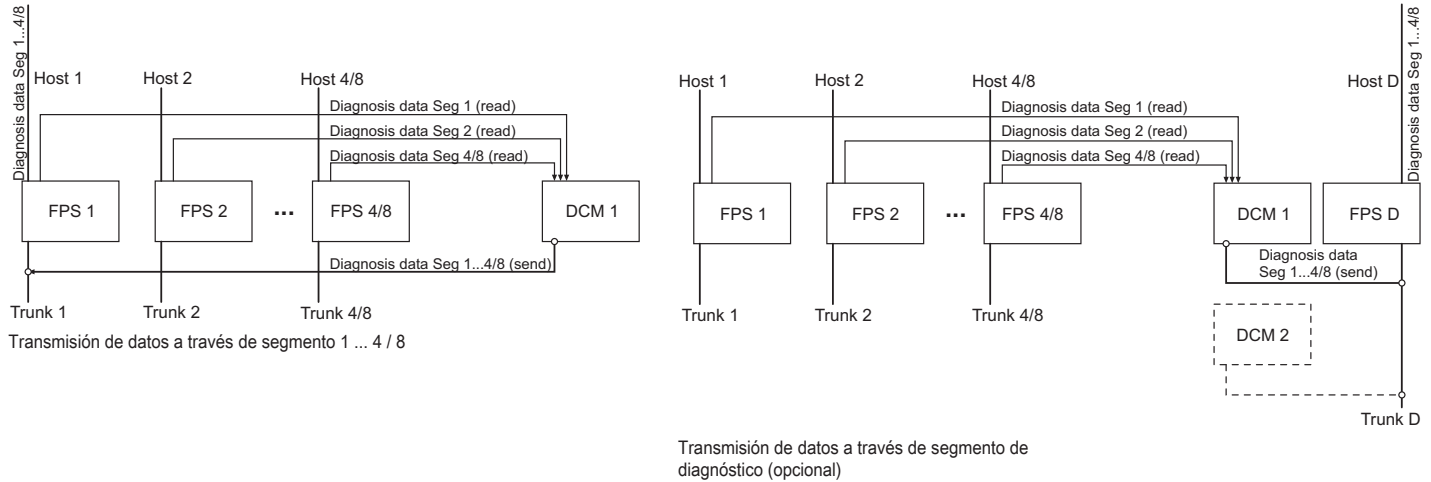 Diagnosis data Seg 1...4/8
Host 1
Host 2
Host 4/8
Diagnosis data Seg 1 (read)
Diagnosis data Seg 2 (read)
Diagnosis data Seg 4/8 (read)
FPS 1
FPS 2
...
FPS 4/8
DCM 1
Diagnosis data Seg 1...4/8 (send)
Trunk 1
Trunk 2
Trunk 4/8
Transmisión de datos a través de segmento 1 ... 4 / 8
Host 1
Host 2
Host 4/8
Host D
Diagnosis data Seg 1...4/8
Diagnosis data Seg 1 (read)
Diagnosis data Seg 2 (read)
Diagnosis data Seg 4/8 (read)
FPS 1
FPS 2
...
FPS 4/8
DCM 1
FPS D
Diagnosis data
Seg 1...4/8 (send)
Trunk 1
Trunk 2
Trunk 4/8
DCM 2
Trunk D
Transmisión de datos a través de segmento de
diagnóstico (opcional)